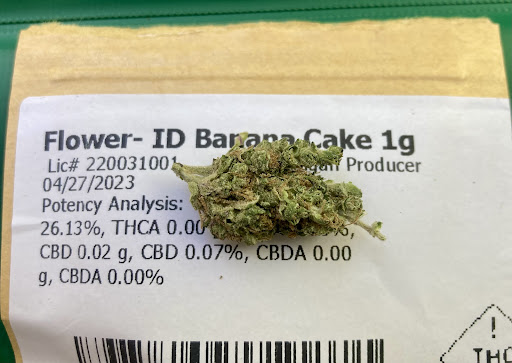 Flower- ID Banana Cake 1g
Lic# 220031001 Producer
04/27/2023
Potency Analysis:
26.13%, THCA 0.00 %,
CBD 0.02 g, CBD 0.07%, CBDA 0.00
g, CBDA 0.00%
!
THC